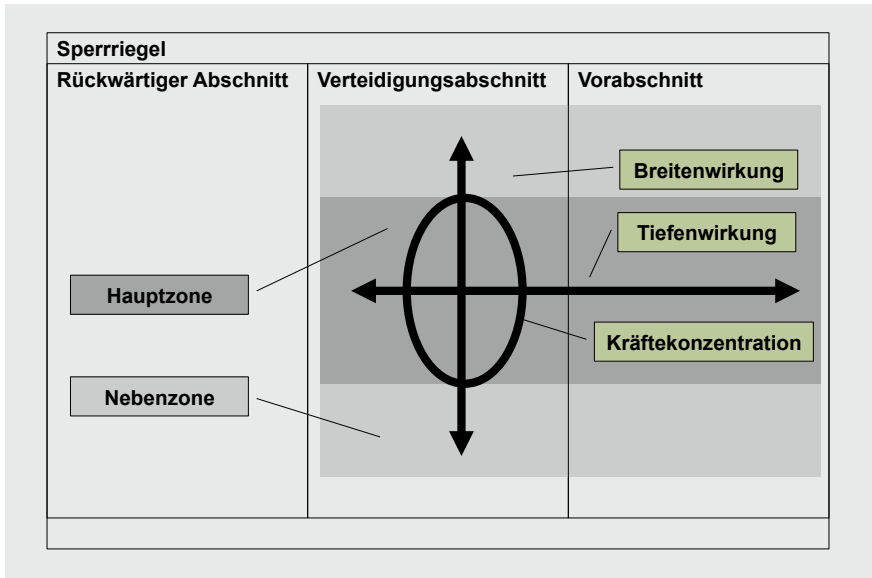 Sperrriegel
Rückwärtiger Abschnitt
Verteidigungsabschnitt
Vorabschnitt
Breitenwirkung
Tiefenwirkung
Hauptzone
Kräftekonzentration
Nebenzone